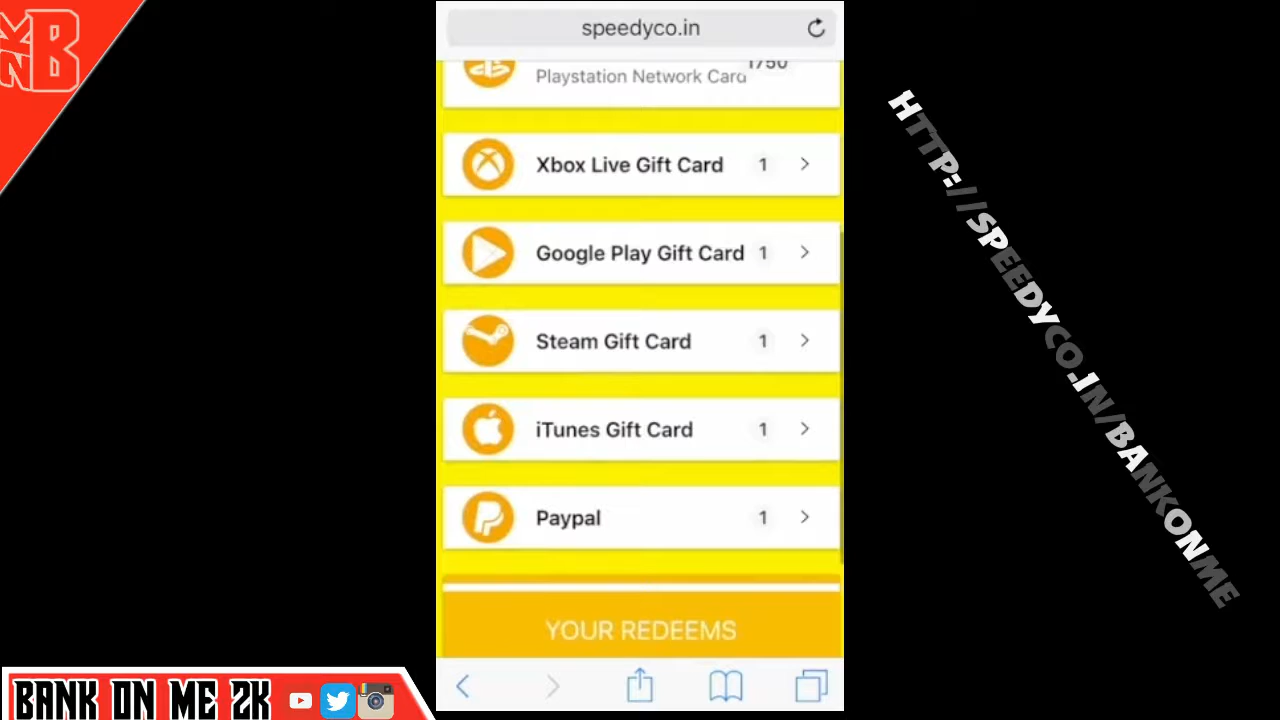 speedyco.in
1750
Playstation Network Card
Xbox Live Gift Card 1
Google Play Gift Card 1
Steam Gift Card 1
iTunes Gift Card 1
Paypal 1
YOUR REDEEMS
HTTP://SPEEDYCO.IN/BANKONME
BANK ON ME 2K